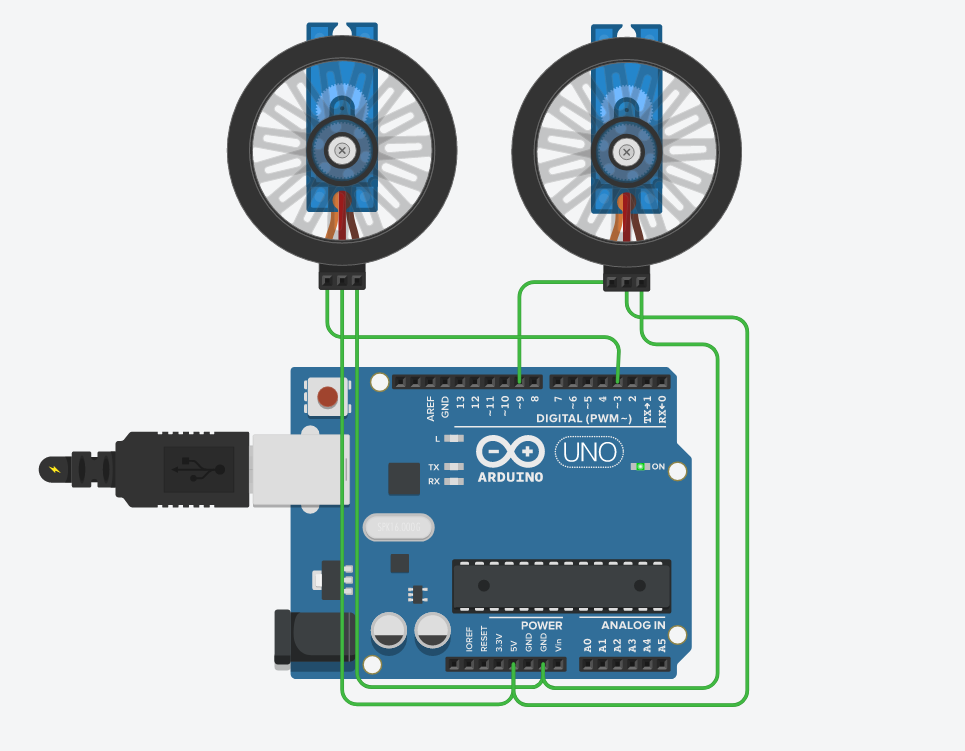 AREF
GND
13
12
~11
~10
~9
8
7
~6
~5
4
~3
2
TX→1
RX←0
DIGITAL (PWM~)
L
TX
RX
UNO
ON
ARDUINO
POWER
ANALOG IN
IOREF
RESET
3.3V
5V
GND
GND
Vin
A0
A1
A2
A3
A4
A5